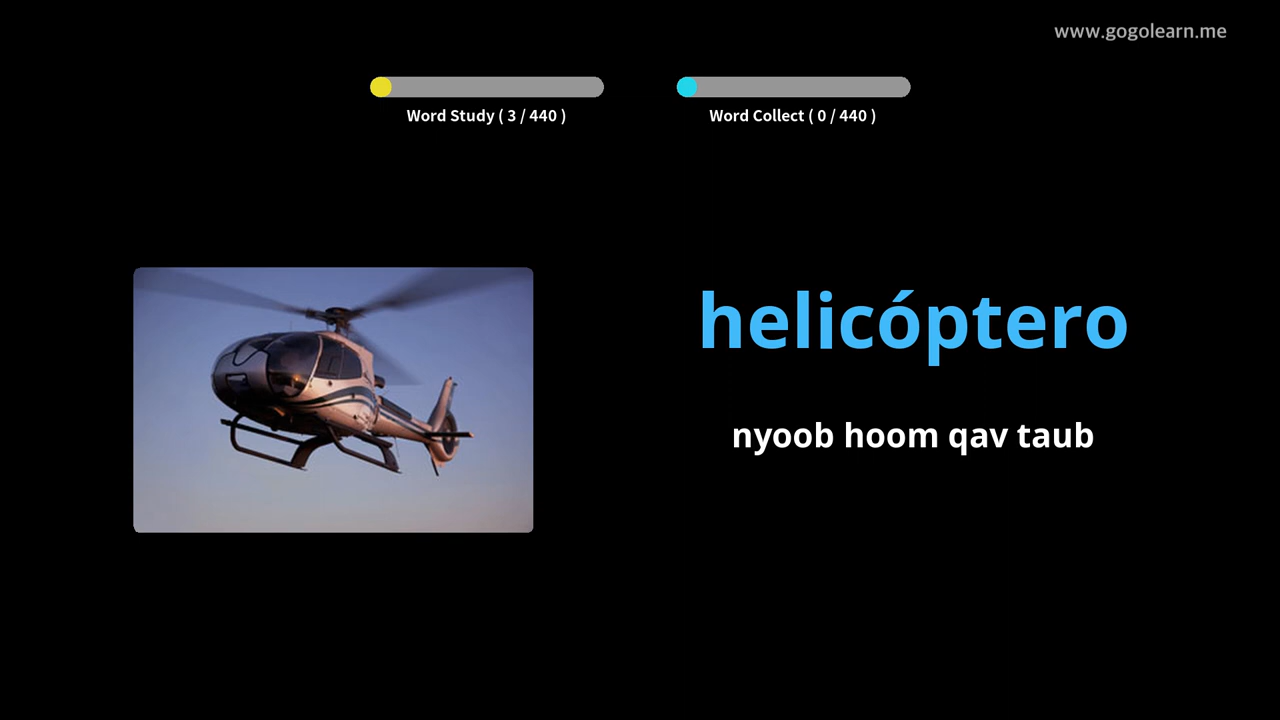 www.gogolearn.me
Word Study ( 3 / 440 )
Word Collect ( 0 / 440 )
helicóptero
nyoob hoom qav taub